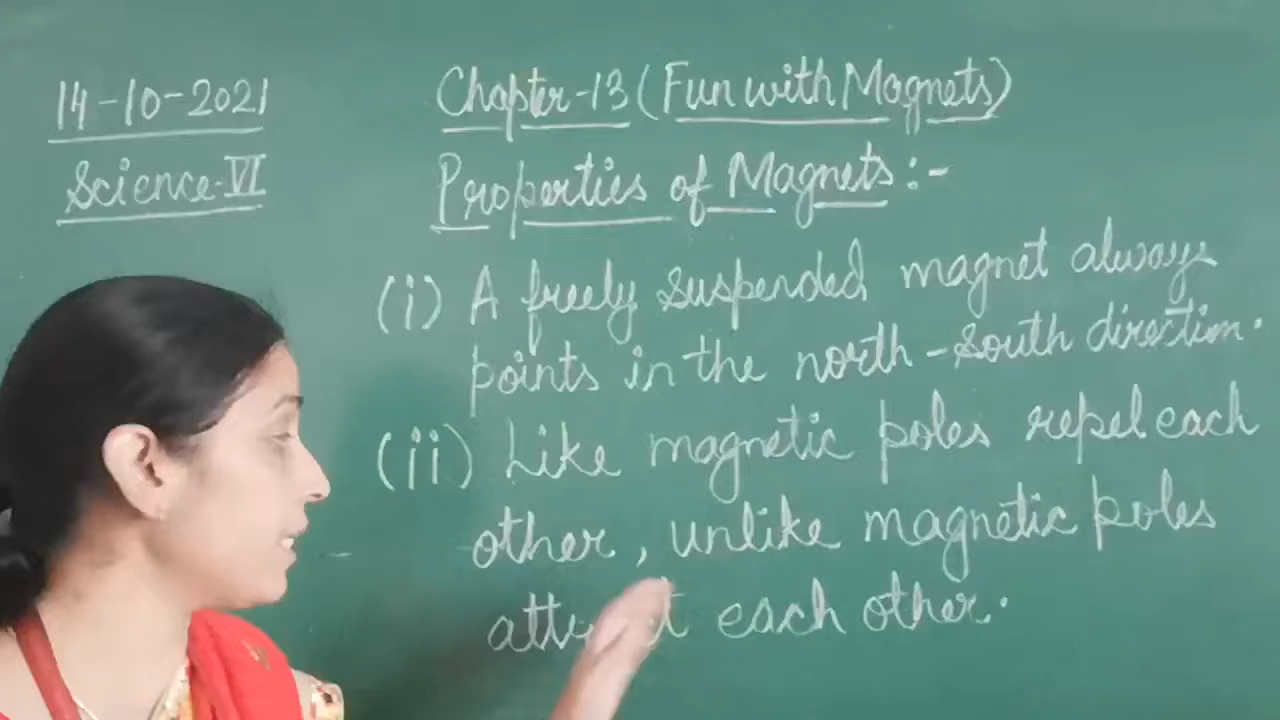 14-10-2021
Science-VI
Chapter-13 (Fun with Magnets)
Properties of Magnets:-
(i) A freely suspended magnet always
points in the north-south direction.
(ii) Like magnetic poles repel each
other, unlike magnetic poles
each other.